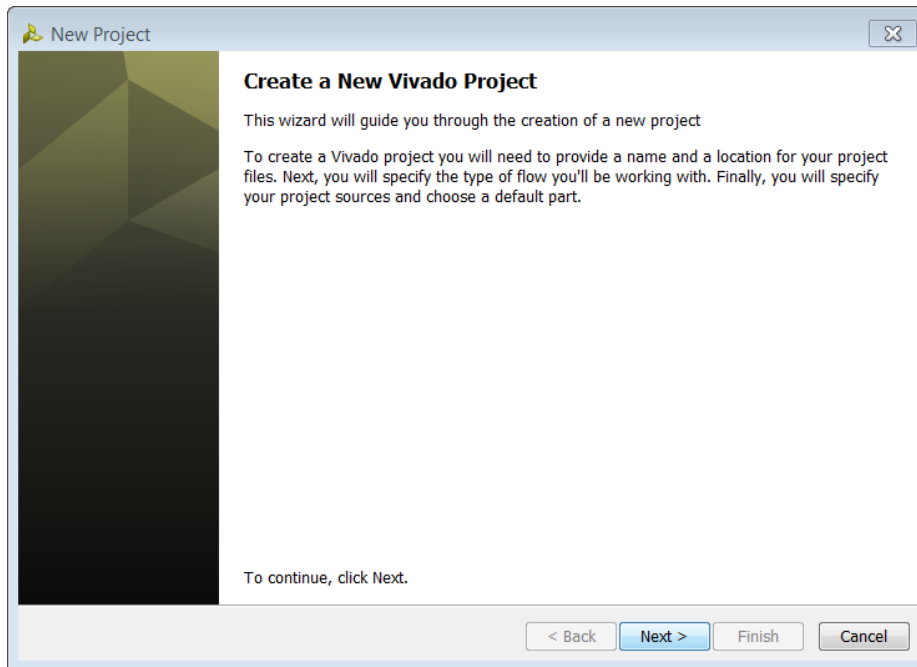 New Project
Create a New Vivado Project
This wizard will guide you through the creation of a new project
To create a Vivado project you will need to provide a name and a location for your project
files. Next, you will specify the type of flow you'll be working with. Finally, you will specify
your project sources and choose a default part.
To continue, click Next.
< Back Next > Finish Cancel